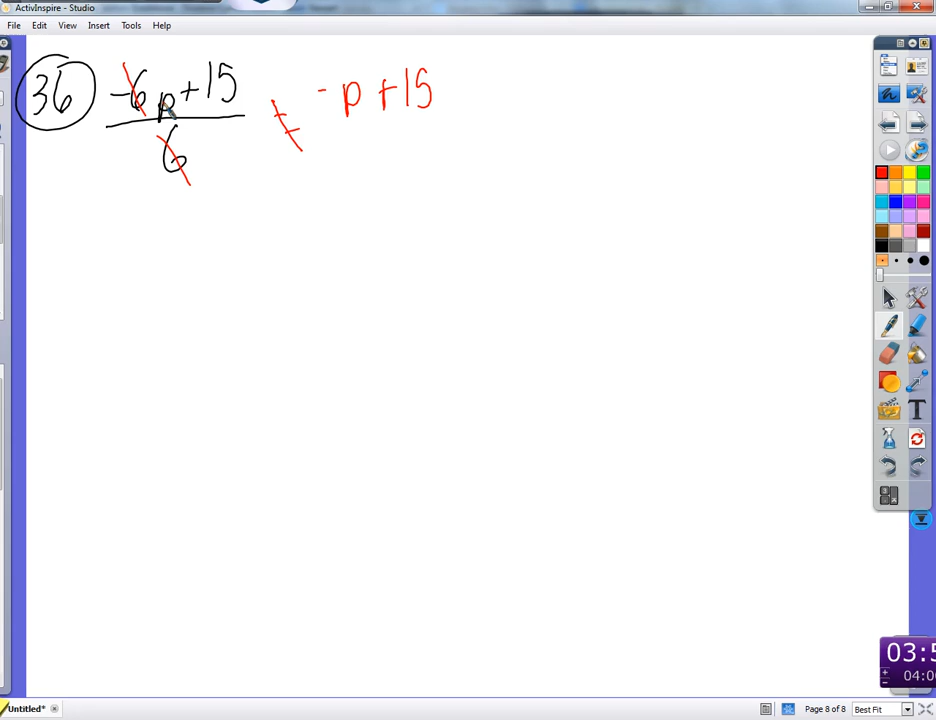 ActivInspire - Studio
File Edit View Insert Tools Help
36 -6p+15 ≠ -p+15
6
T
03:5
04:00
Untitled* Page 8 of 8 Best Fit